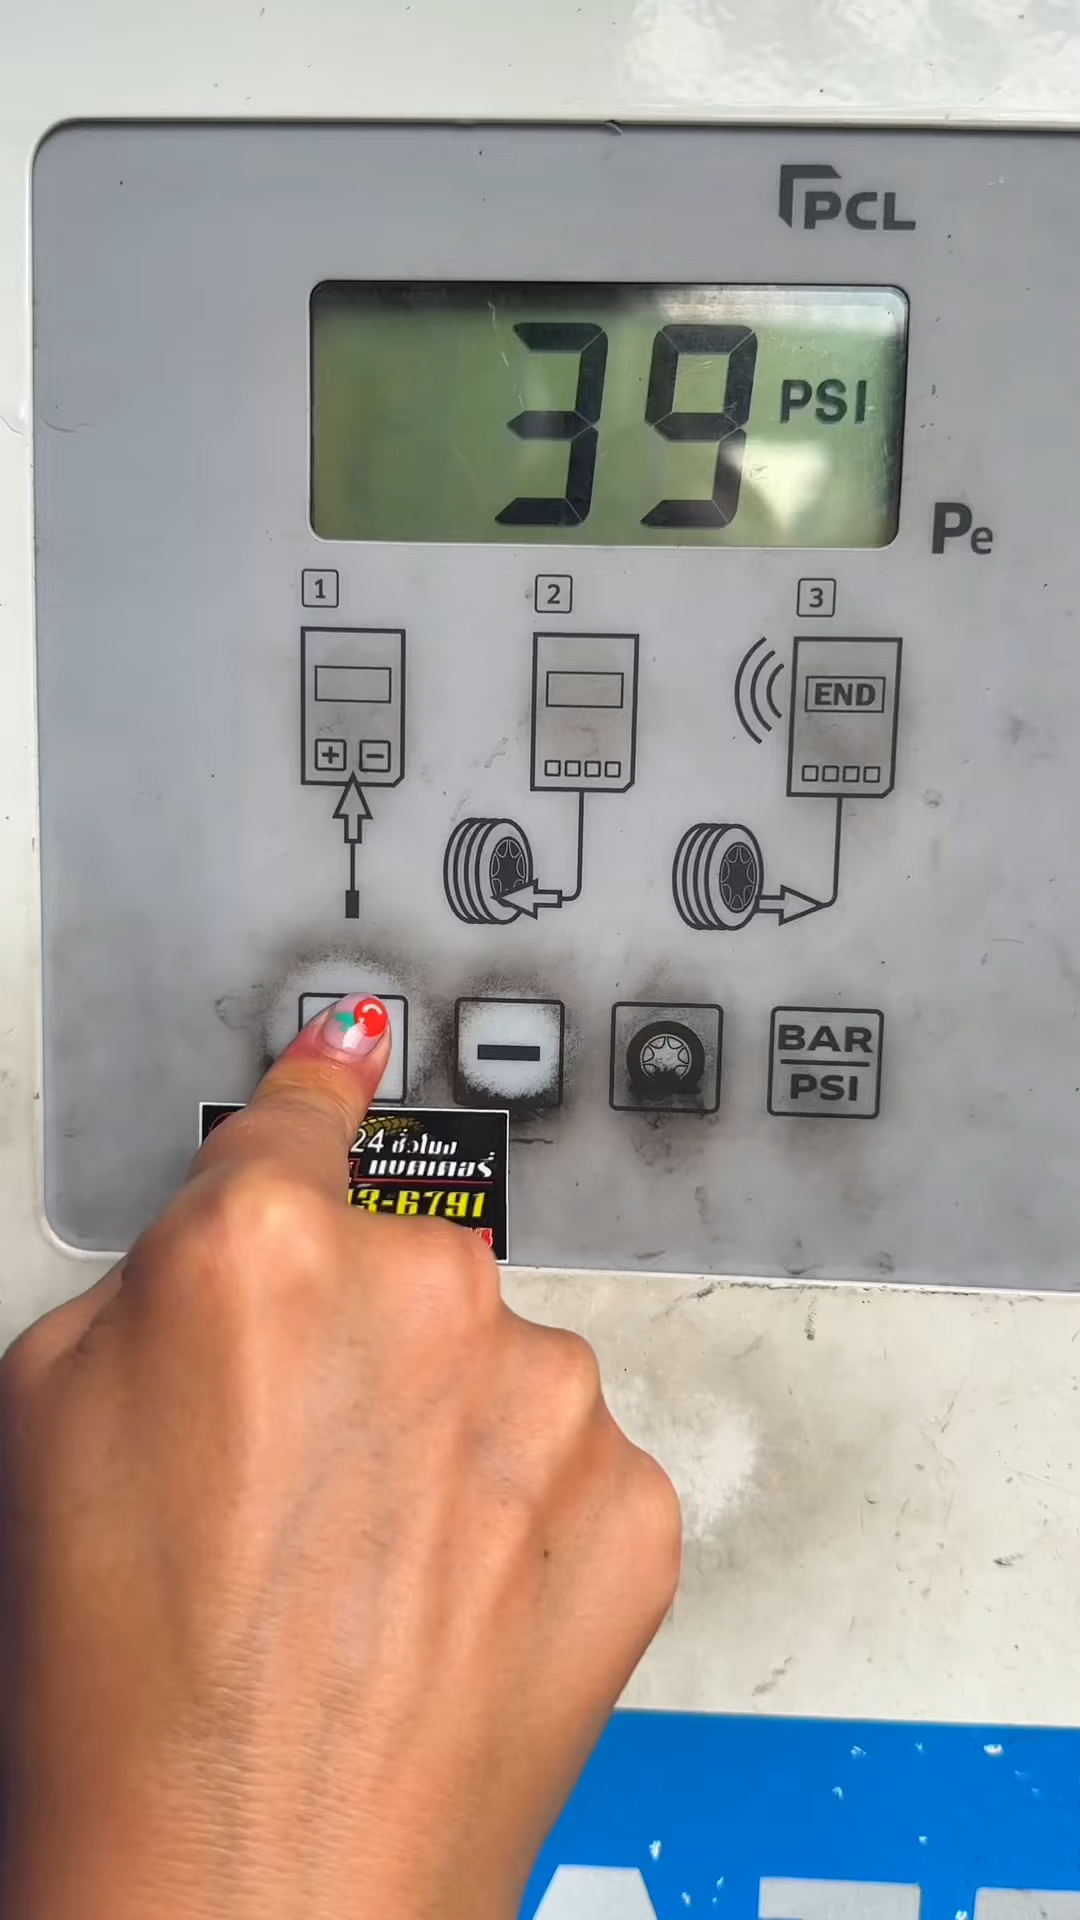 PCL
39 PSI
Pe
1 2 3
END
+ −
−
BAR
PSI
24 ชั่วโมง
แบตเตอรี่
13-6791